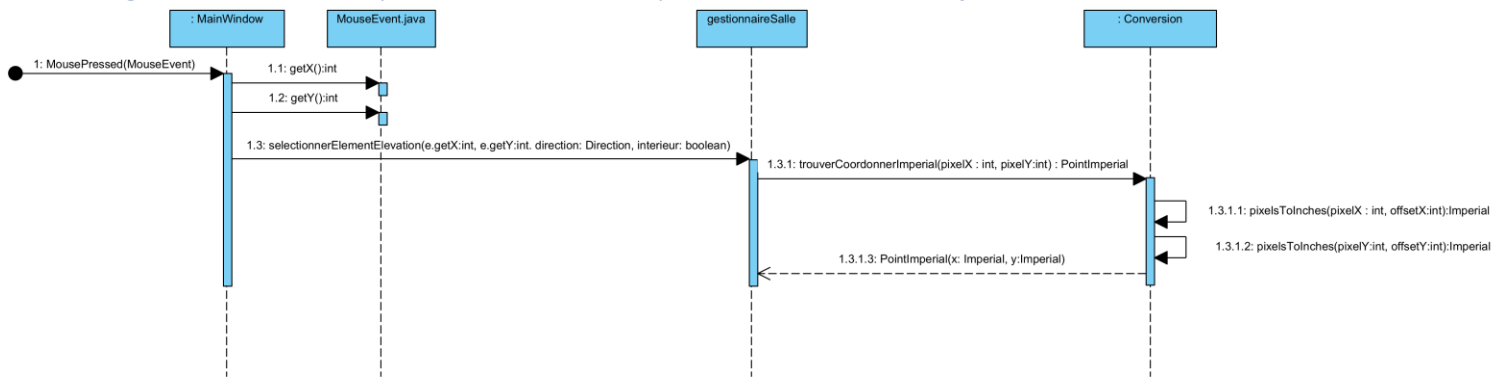 : MainWindow
MouseEvent.java
gestionnaireSalle
: Conversion
1: MousePressed(MouseEvent)
1.1: getX():int
1.2: getY():int
1.3: selectionnerElementElevation(e.getX:int, e.getY:int. direction: Direction, interieur: boolean)
1.3.1: trouverCoordonnerImperial(pixelX : int, pixelY:int) : PointImperial
1.3.1.1: pixelsToInches(pixelX : int, offsetX:int):Imperial
1.3.1.2: pixelsToInches(pixelY:int, offsetY:int):Imperial
1.3.1.3: PointImperial(x: Imperial, y:Imperial)